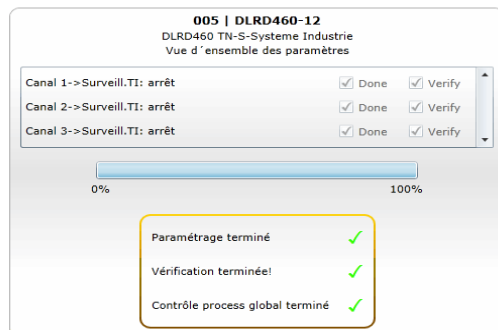 005 | DLRD460-12
DLRD460 TN-S-Systeme Industrie
Vue d´ensemble des paramètres
Canal 1->Surveill.TI: arrêt Done Verify
Canal 2->Surveill.TI: arrêt Done Verify
Canal 3->Surveill.TI: arrêt Done Verify
0% 100%
Paramétrage terminé
Vérification terminée!
Contrôle process global terminé